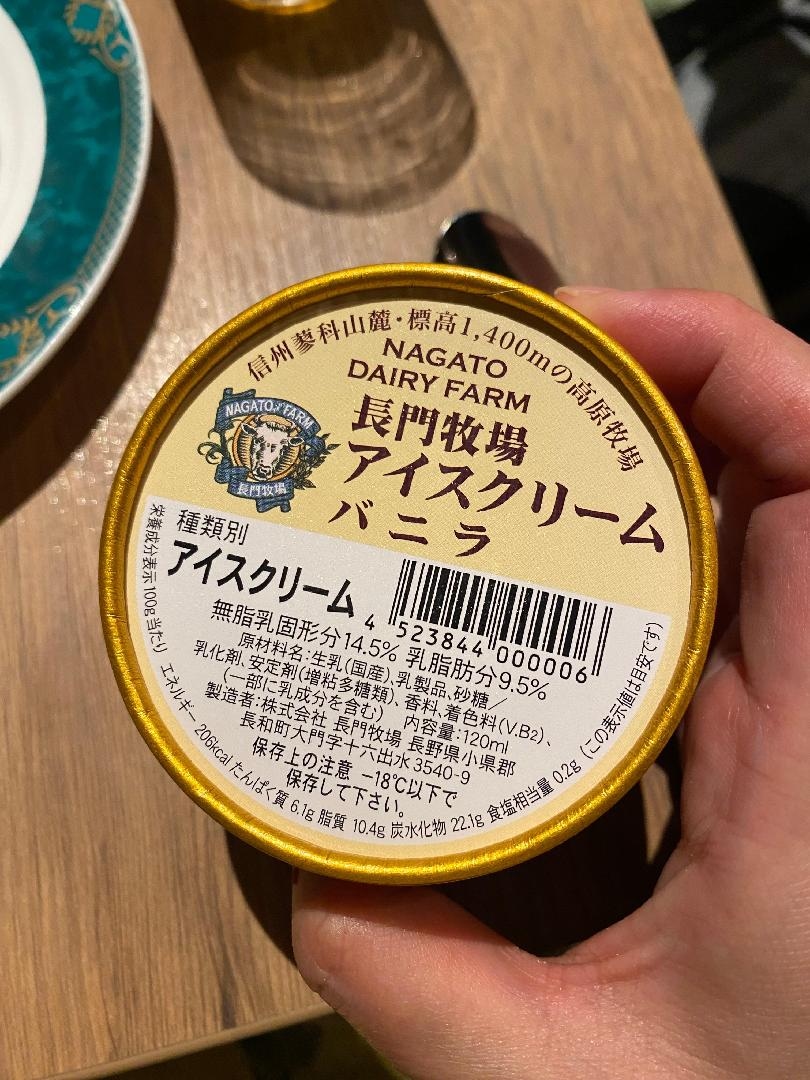 信州蓼科山麓・標高1,400mの高原牧場
NAGATO
DAIRY FARM
長門牧場
アイスクリーム
バニラ
NAGATO FARM
長門牧場
種類別
アイスクリーム
4 523844 000006
無脂乳固形分14.5% 乳脂肪分9.5%
原材料名:生乳(国産)、乳製品、砂糖/
乳化剤、安定剤(増粘多糖類)、香料、着色料(V.B2)、
(一部に乳成分を含む) 内容量:120ml
製造者:株式会社 長門牧場 長野県小県郡
長和町大門字十六出水3540-9
保存上の注意 −18℃以下で
保存して下さい。
栄養成分表示100g当たり エネルギー 206kcal たんぱく質 6.1g 脂質 10.4g 炭水化物 22.1g 食塩相当量 0.2g (この表示値は目安です)